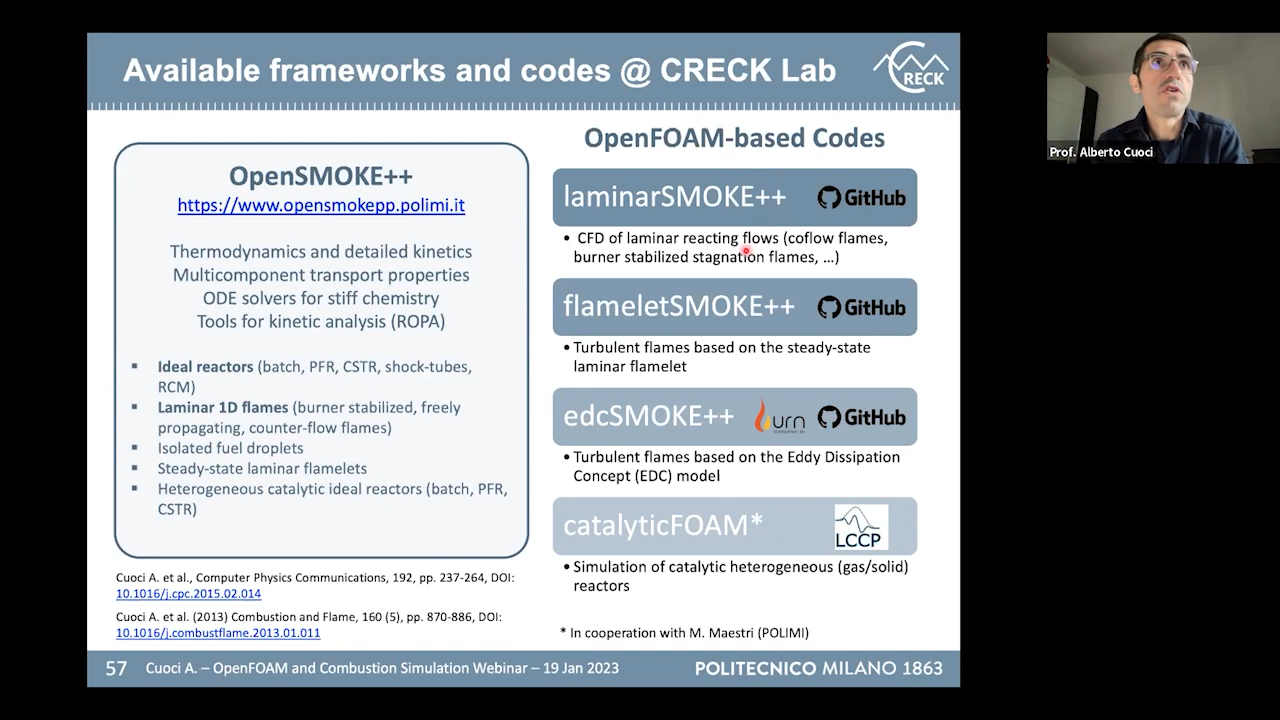 Available frameworks and codes @ CRECK Lab
CRECK
OpenSMOKE++
https://www.opensmokepp.polimi.it
Thermodynamics and detailed kinetics
Multicomponent transport properties
ODE solvers for stiff chemistry
Tools for kinetic analysis (ROPA)
▪ Ideal reactors (batch, PFR, CSTR, shock-tubes,
RCM)
▪ Laminar 1D flames (burner stabilized, freely
propagating, counter-flow flames)
▪ Isolated fuel droplets
▪ Steady-state laminar flamelets
▪ Heterogeneous catalytic ideal reactors (batch, PFR,
CSTR)
Cuoci A. et al., Computer Physics Communications, 192, pp. 237-264, DOI:
10.1016/j.cpc.2015.02.014
Cuoci A. et al. (2013) Combustion and Flame, 160 (5), pp. 870-886, DOI:
10.1016/j.combustflame.2013.01.011
OpenFOAM-based Codes
laminarSMOKE++ GitHub
• CFD of laminar reacting flows (coflow flames,
burner stabilized stagnation flames, ...)
flameletSMOKE++ GitHub
• Turbulent flames based on the steady-state
laminar flamelet
edcSMOKE++ burn GitHub
• Turbulent flames based on the Eddy Dissipation
Concept (EDC) model
catalyticFOAM* LCCP
• Simulation of catalytic heterogeneous (gas/solid)
reactors
* In cooperation with M. Maestri (POLIMI)
57 Cuoci A. – OpenFOAM and Combustion Simulation Webinar – 19 Jan 2023 POLITECNICO MILANO 1863
Prof. Alberto Cuoci